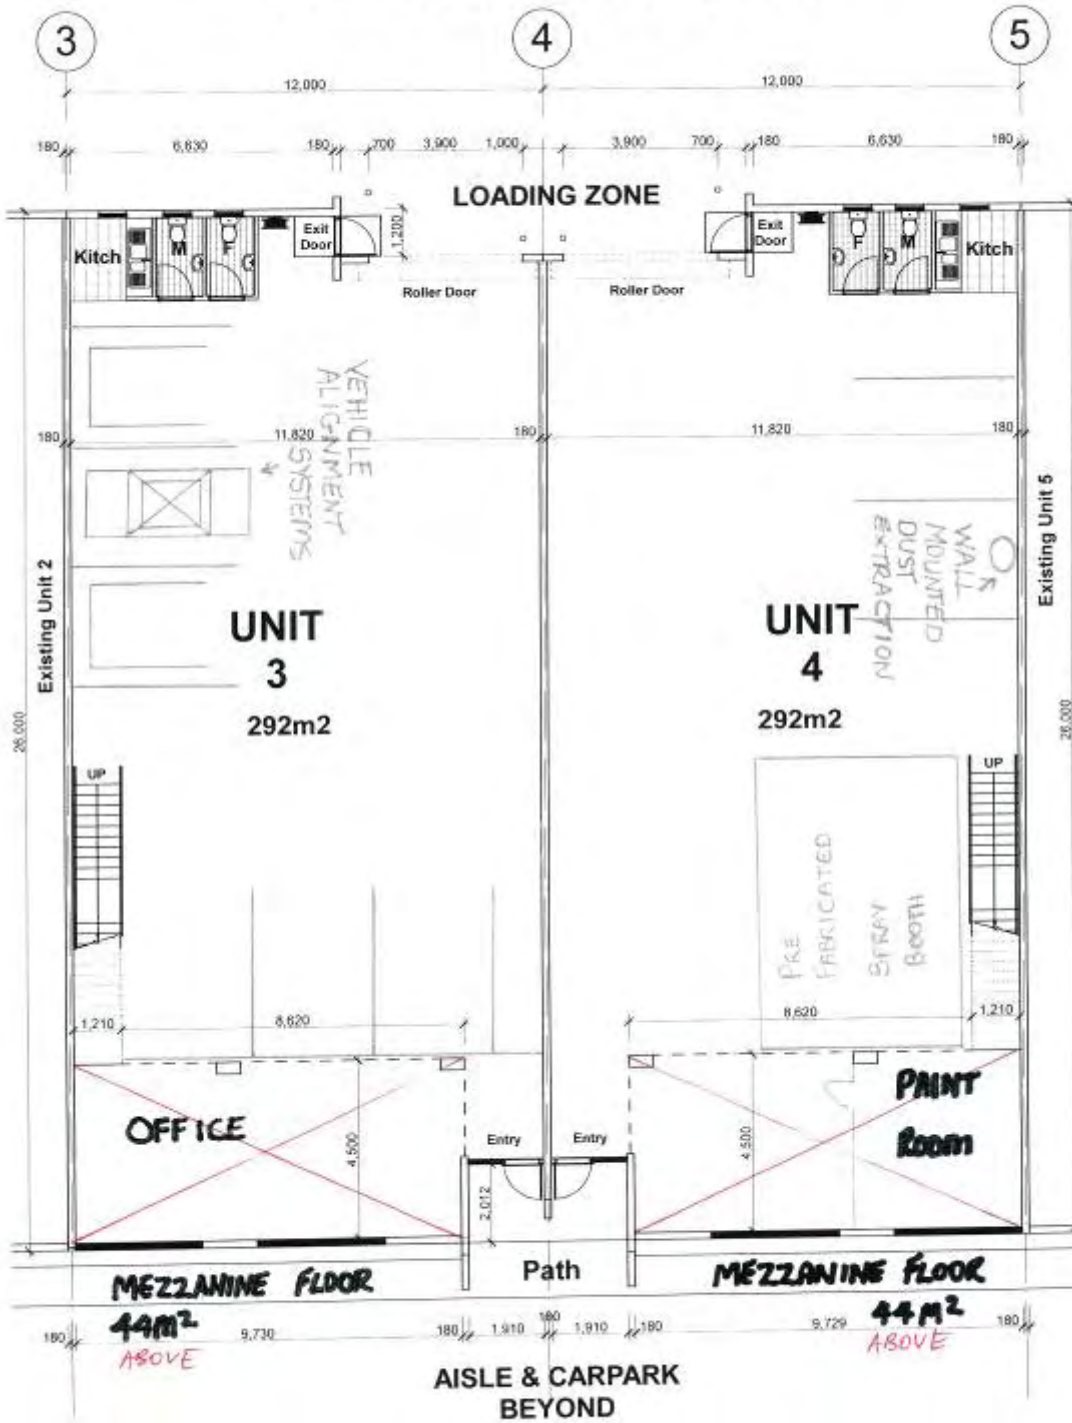 3
4
5
12,000
12,000
180
6,630
180
700
3,900
1,000
3,900
700
180
6,630
180
LOADING ZONE
Kitch
M
F
Exit
Door
1,200
Roller Door
Roller Door
Exit
Door
F
M
Kitch
VEHICLE
ALIGNMENT
SYSTEMS
180
11,820
180
11,820
180
WALL
MOUNTED
DUST
EXTRACTION
Existing Unit 2
Existing Unit 5
UNIT
3
292m2
UNIT
4
292m2
26,000
26,000
UP
UP
PRE
FABRICATED
SPRAY
BOOTH
1,210
8,620
8,620
1,210
OFFICE
4,500
Entry
Entry
4,500
PAINT
ROOM
2,012
Path
MEZZANINE FLOOR
44M²
ABOVE
MEZZANINE FLOOR
44M²
ABOVE
180
9,730
180
1,910
180
1,910
180
9,729
180
AISLE & CARPARK
BEYOND